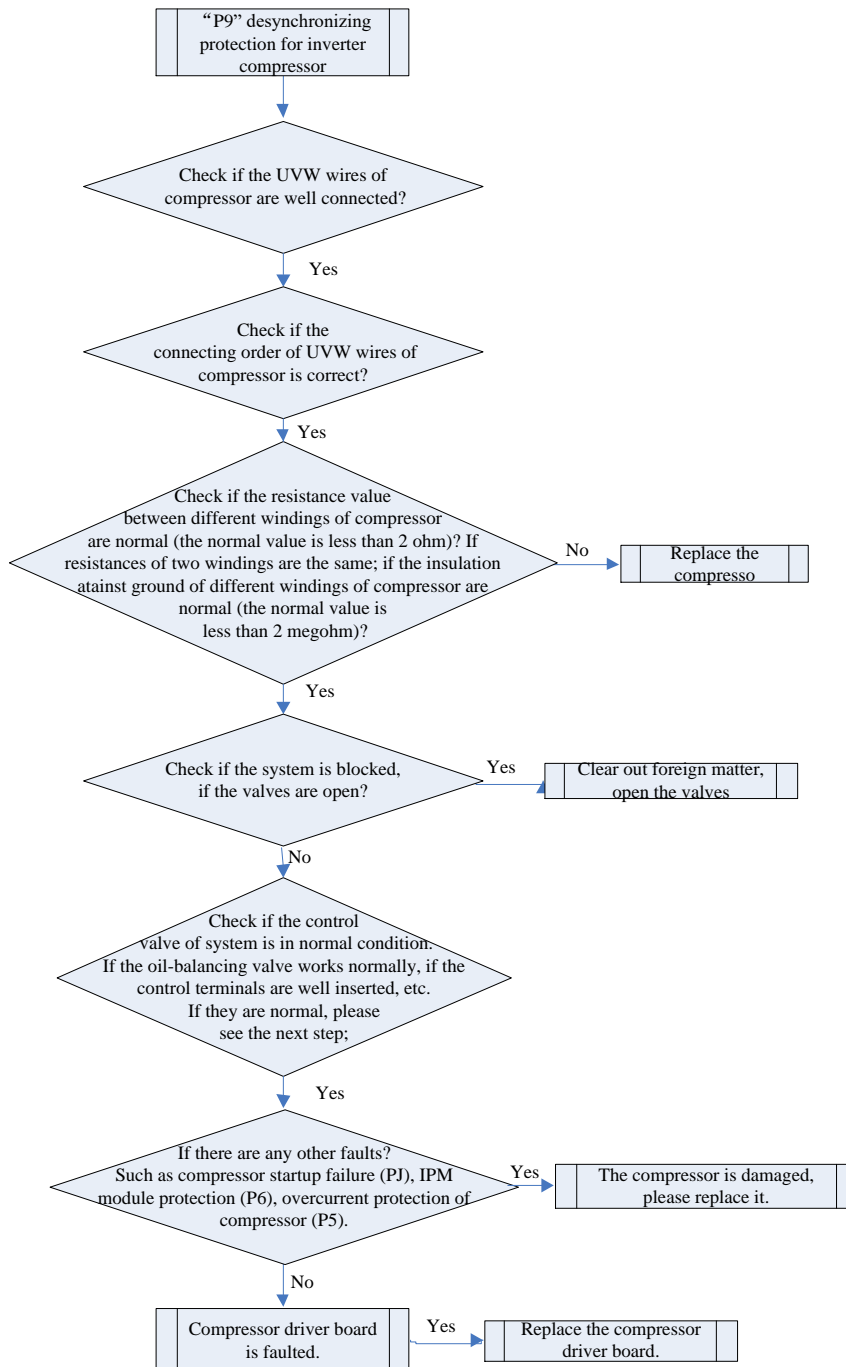 “P9” desynchronizing
protection for inverter
compressor
Check if the UVW wires of
compressor are well connected?
Yes
Check if the
connecting order of UVW wires of
compressor is correct?
Yes
Check if the resistance value
between different windings of compressor
are normal (the normal value is less than 2 ohm)? If
resistances of two windings are the same; if the insulation
atainst ground of different windings of compressor are
normal (the normal value is
less than 2 megohm)?
No
Replace the
compresso
Yes
Check if the system is blocked,
if the valves are open?
Yes
Clear out foreign matter,
open the valves
No
Check if the control
valve of system is in normal condition.
If the oil-balancing valve works normally, if the
control terminals are well inserted, etc.
If they are normal, please
see the next step;
Yes
If there are any other faults?
Such as compressor startup failure (PJ), IPM
module protection (P6), overcurrent protection of
compressor (P5).
Yes
The compressor is damaged,
please replace it.
No
Compressor driver board
is faulted.
Yes
Replace the compressor
driver board.